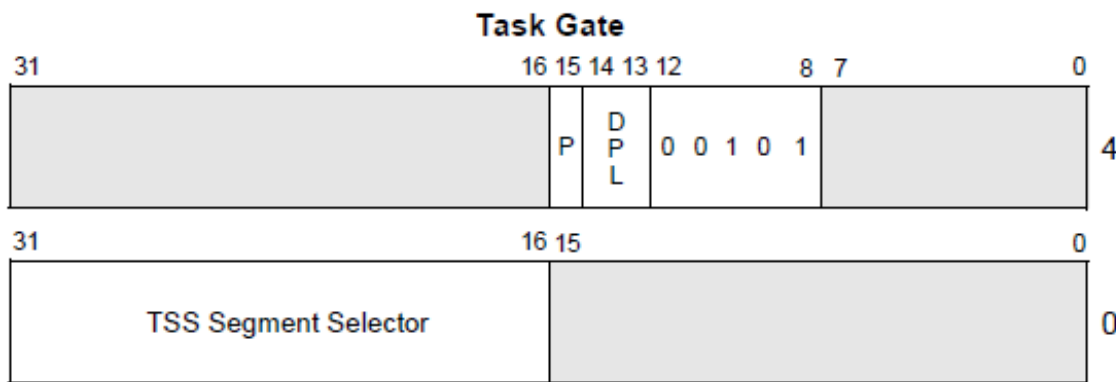 Task Gate
31 16 15 14 13 12 8 7 0
P D P L 0 0 1 0 1 4
31 16 15 0
TSS Segment Selector 0